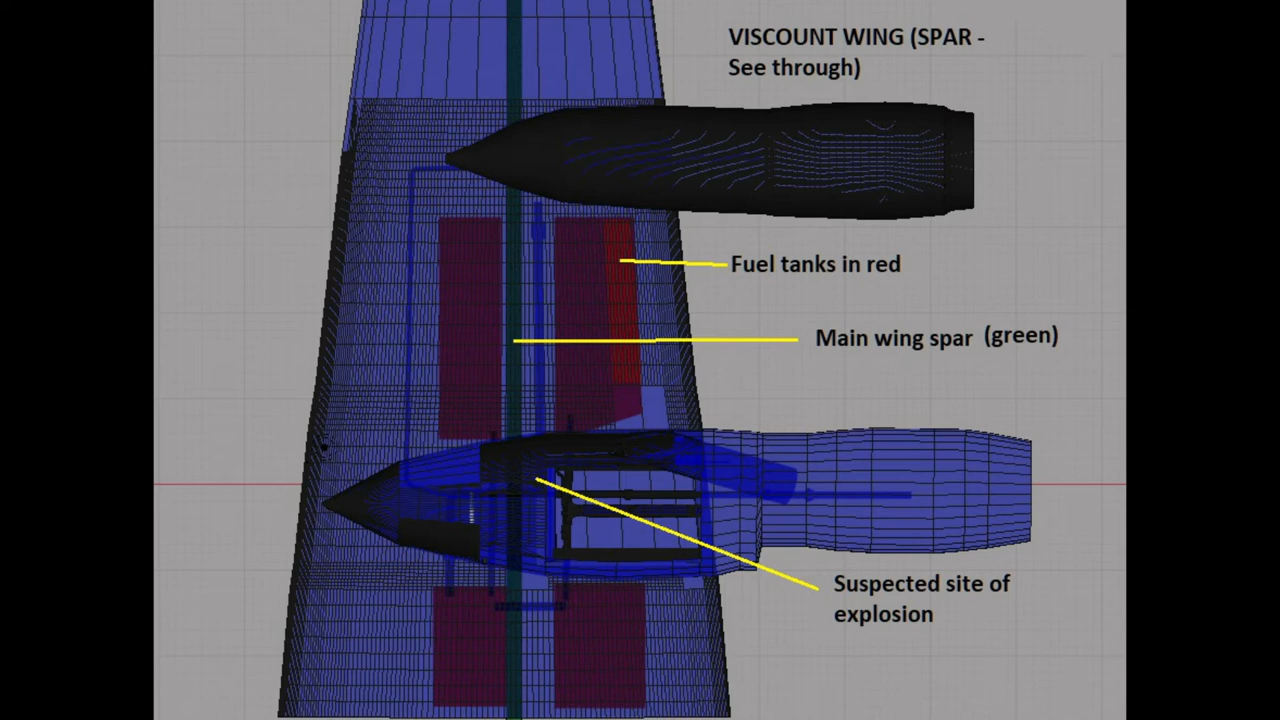 VISCOUNT WING (SPAR -
See through)
Fuel tanks in red
Main wing spar (green)
Suspected site of
explosion